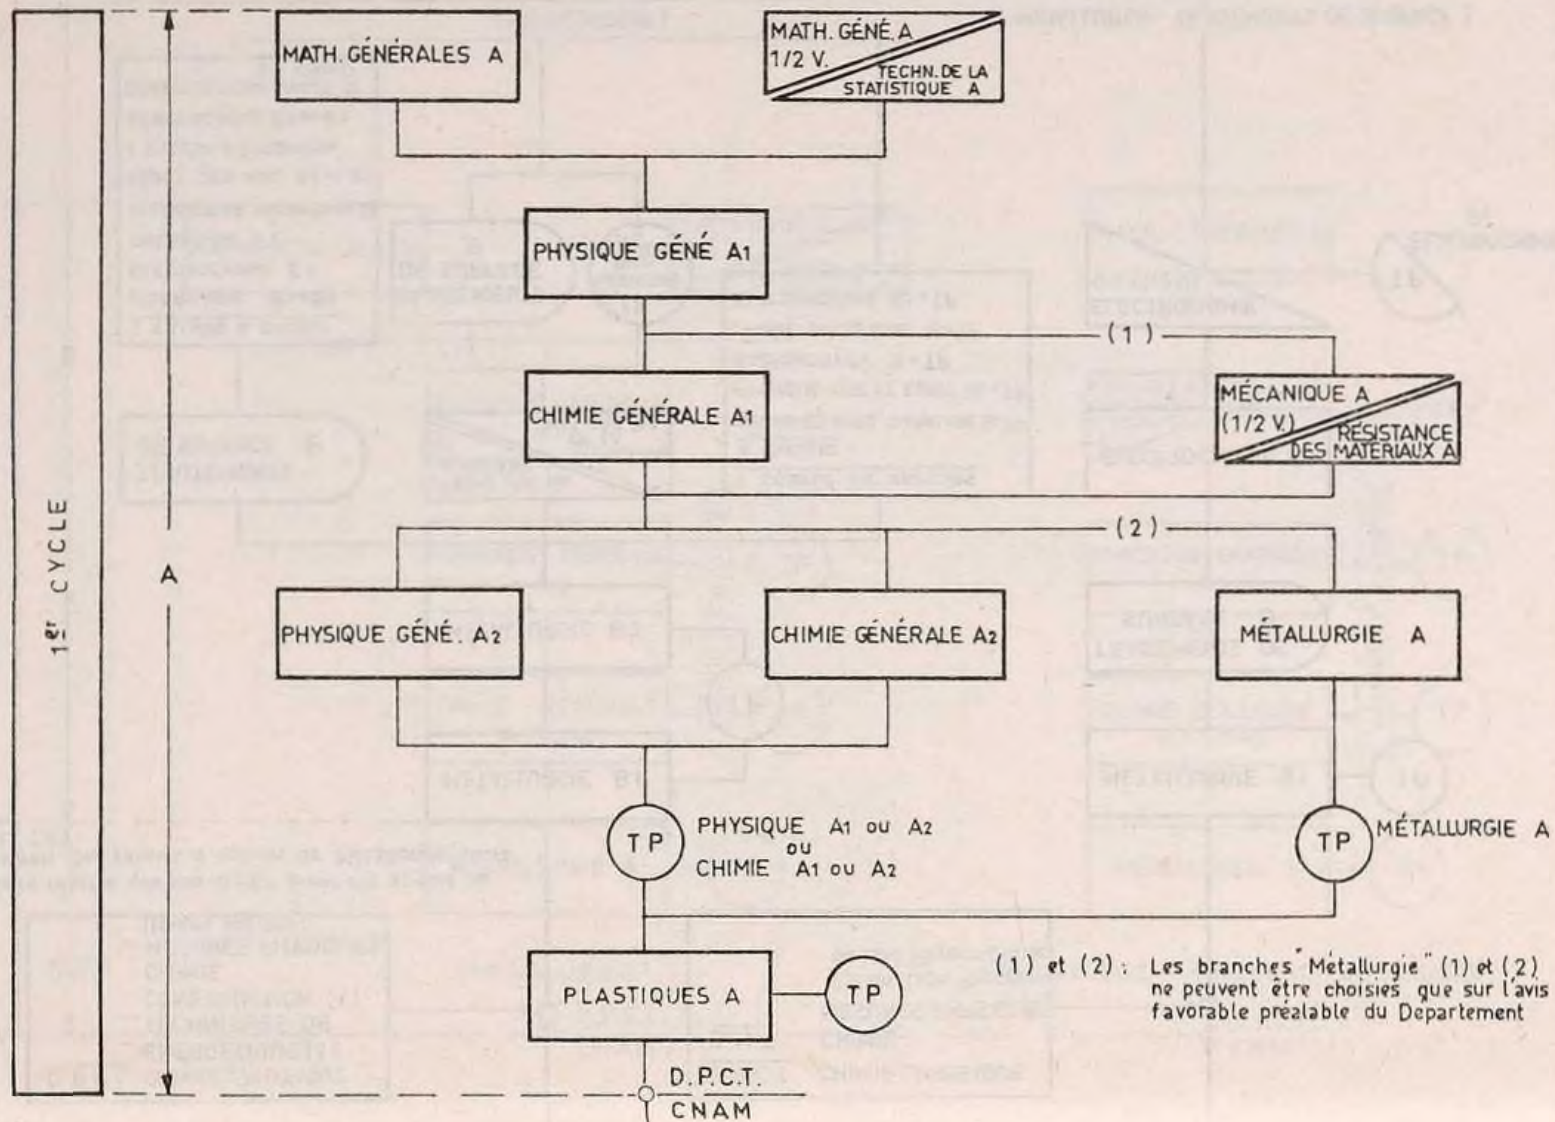 MATH. GÉNÉRALES A
MATH. GÉNÉ. A
1/2 V.
TECHN. DE LA
STATISTIQUE A
PHYSIQUE GÉNÉ A1
(1)
CHIMIE GÉNÉRALE A1
MÉCANIQUE A
(1/2 V.)
RÉSISTANCE
DES MATÉRIAUX A
(2)
1er CYCLE
A
PHYSIQUE GÉNÉ. A2
CHIMIE GÉNÉRALE A2
MÉTALLURGIE A
TP
PHYSIQUE A1 ou A2
ou
CHIMIE A1 ou A2
TP
MÉTALLURGIE A
PLASTIQUES A
TP
(1) et (2) : Les branches "Métallurgie" (1) et (2)
ne peuvent être choisies que sur l'avis
favorable préalable du Departement
D.P.C.T.
CNAM